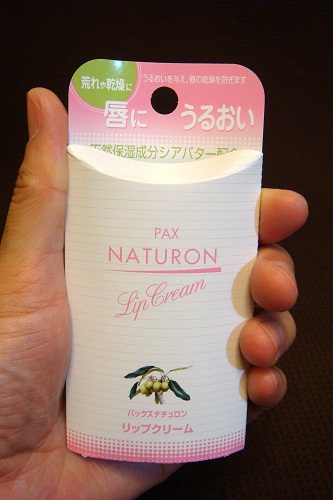 荒れや乾燥に
うるおいを与え、唇の乾燥を防ぎます
唇に うるおい
天然保湿成分シアバター配合
PAX
NATURON
Lip Cream
パックスナチュロン
リップクリーム